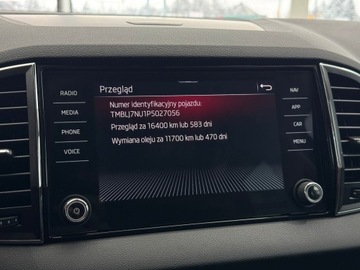 Przegląd
RADIO
MEDIA
PHONE
VOICE
Numer identyfikacyjny pojazdu:
TMBLJ7NU1P5027056
Przegląd za 16400 km lub 583 dni
Wymiana oleju za 11700 km lub 470 dni
NAV
APP
CAR
MENU